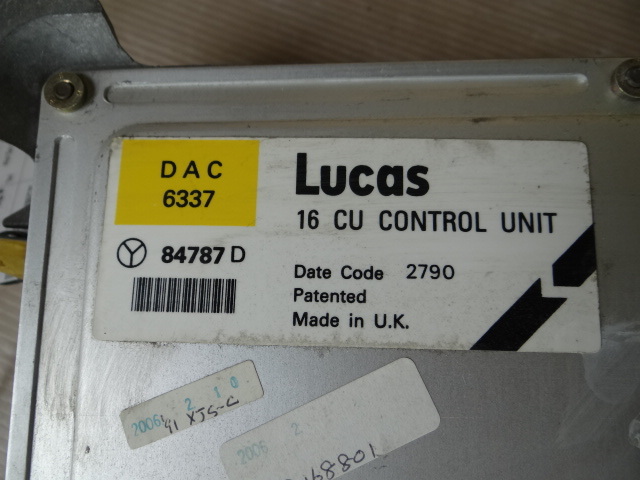 DAC
6337
Lucas
16 CU CONTROL UNIT
84787 D
Date Code 2790
Patented
Made in U.K.
2006 2 10
91 XJS-C
2006 2
168801